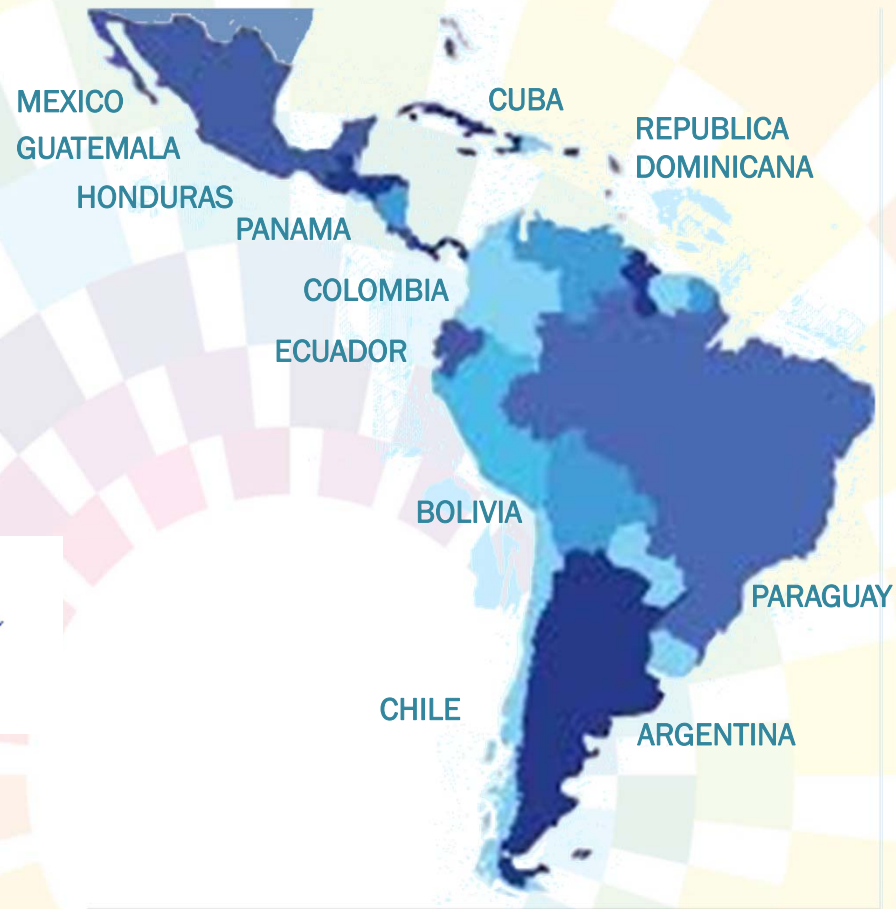 MEXICO
CUBA
GUATEMALA
REPUBLICA
DOMINICANA
HONDURAS
PANAMA
COLOMBIA
ECUADOR
BOLIVIA
PARAGUAY
CHILE
ARGENTINA